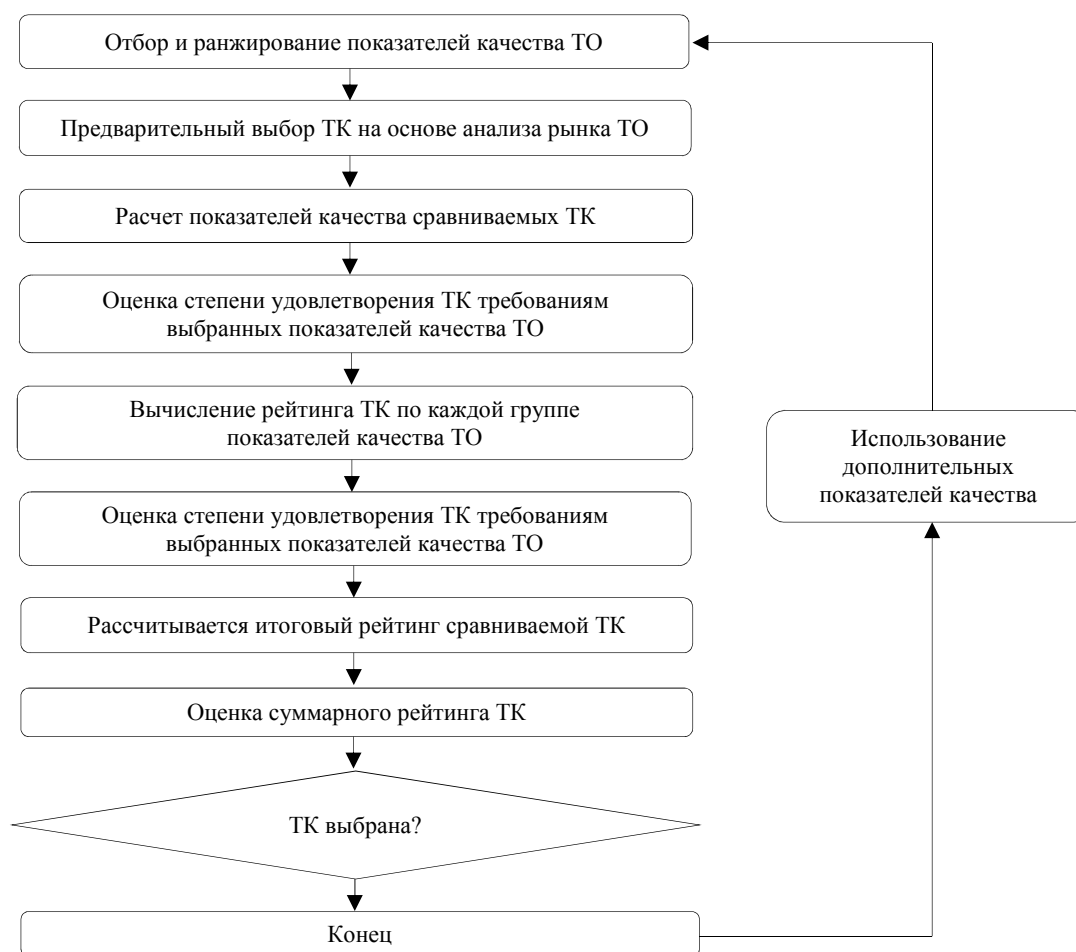 Отбор и ранжирование показателей качества ТО
Предварительный выбор ТК на основе анализа рынка ТО
Расчет показателей качества сравниваемых ТК
Оценка степени удовлетворения ТК требованиям
выбранных показателей качества ТО
Вычисление рейтинга ТК по каждой группе
показателей качества ТО
Оценка степени удовлетворения ТК требованиям
выбранных показателей качества ТО
Рассчитывается итоговый рейтинг сравниваемой ТК
Оценка суммарного рейтинга ТК
ТК выбрана?
Конец
Использование
дополнительных
показателей качества